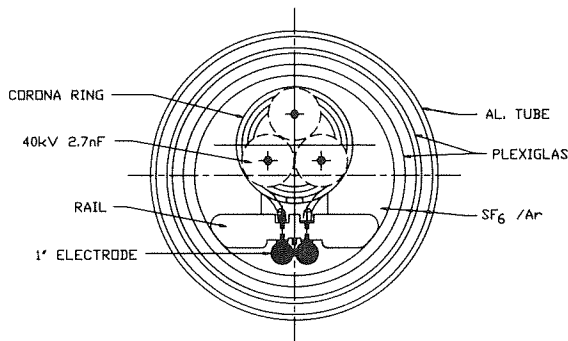 CORONA RING
40kV 2.7nF
RAIL
1" ELECTRODE
AL. TUBE
PLEXIGLAS
SF6 /Ar